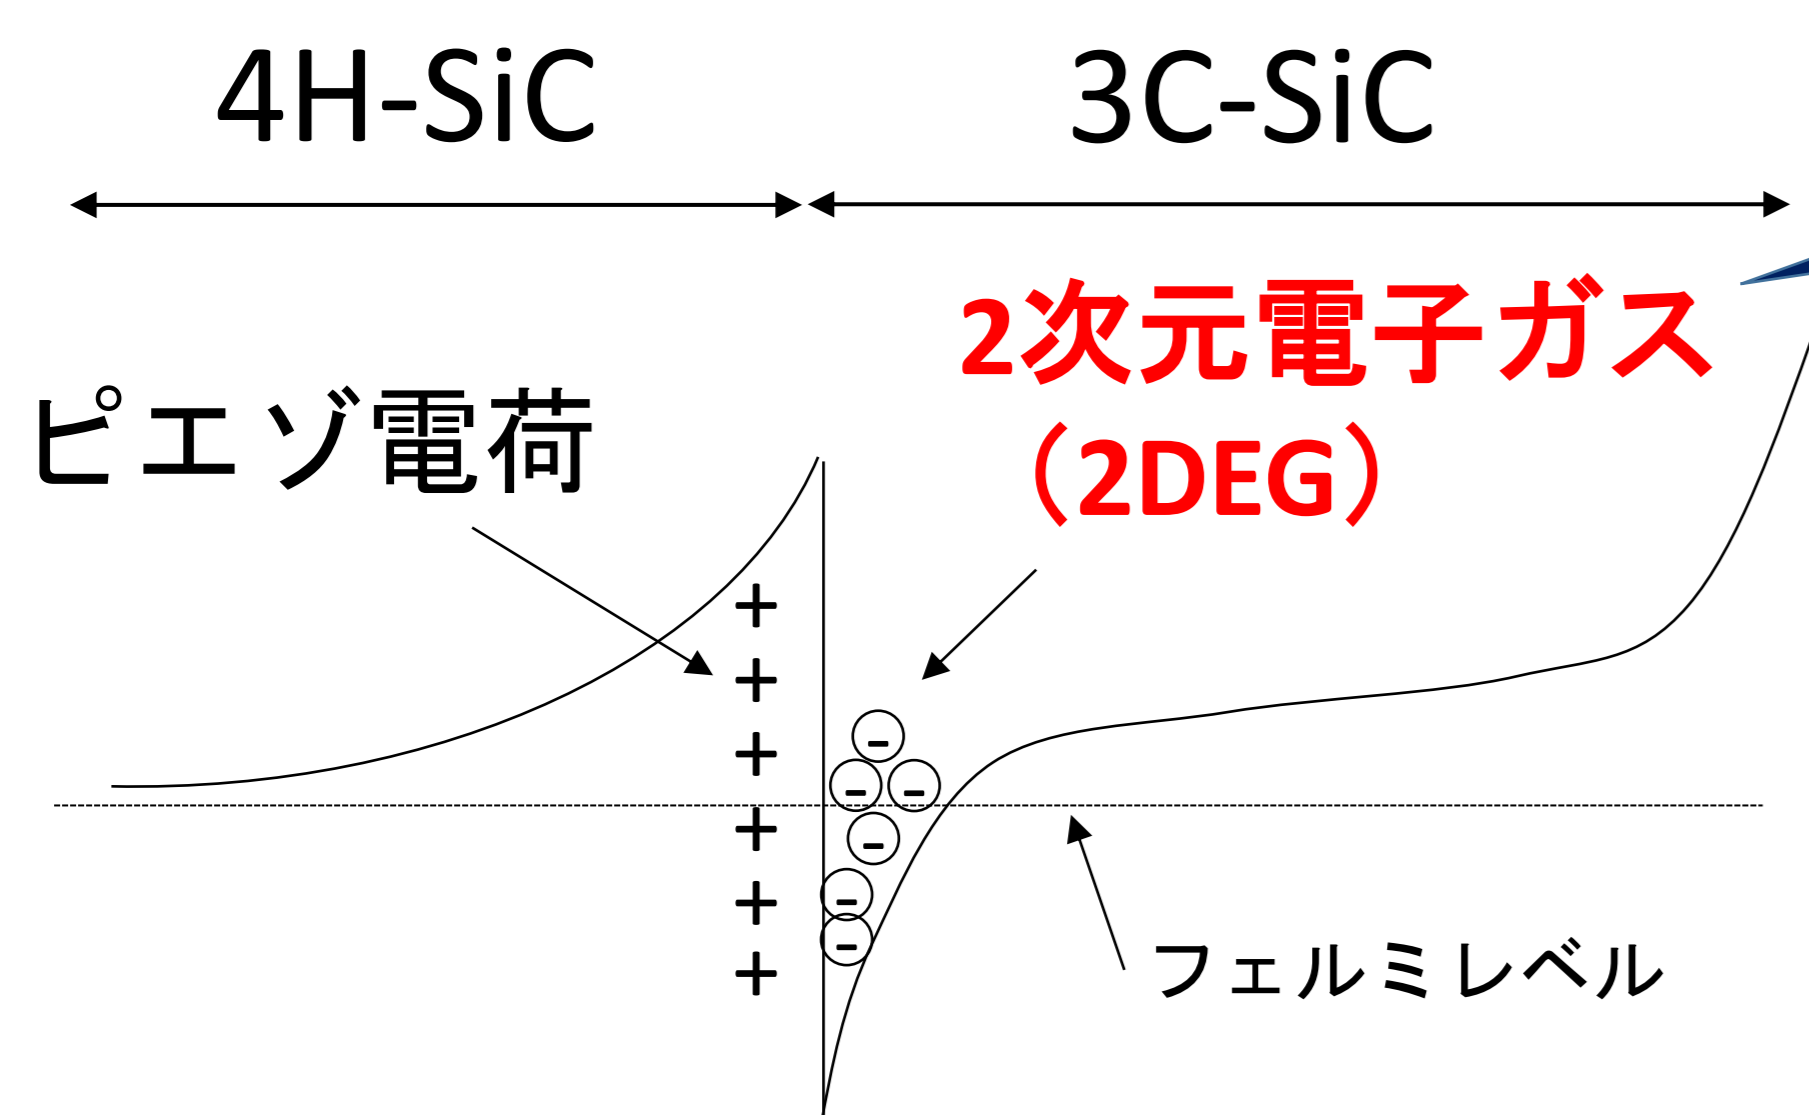 4H-SiC
3C-SiC
2次元電子ガス
（2DEG）
ピエゾ電荷
+
+
+
+
+
+
-
-
-
-
-
-
フェルミレベル